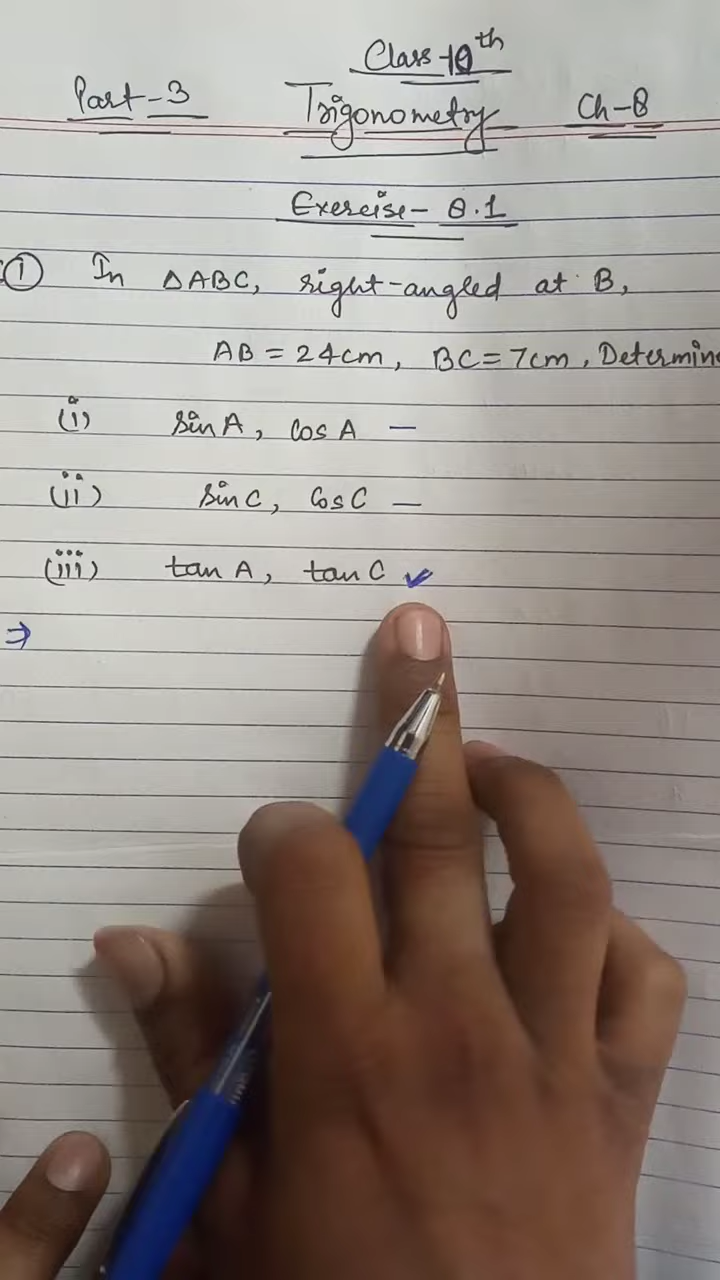 Class-10th
Part-3 Trigonometry Ch-8
Exercise- 8.1
① In ΔABC, right-angled at B,
AB = 24cm, BC = 7cm, Determine
(i) sin A, cos A —
(ii) sin C, cos C —
(iii) tan A, tan C ✓
⇒